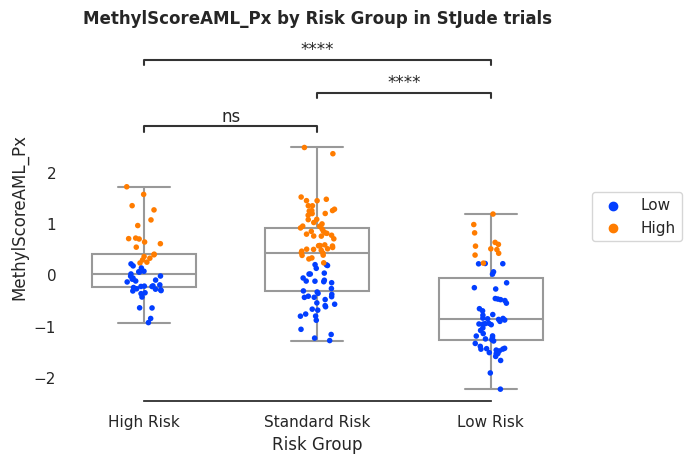 MethylScoreAML_Px by Risk Group in StJude trials
****
****
ns
MethylScoreAML_Px
2
1
0
−1
−2
Low
High
High Risk
Standard Risk
Low Risk
Risk Group